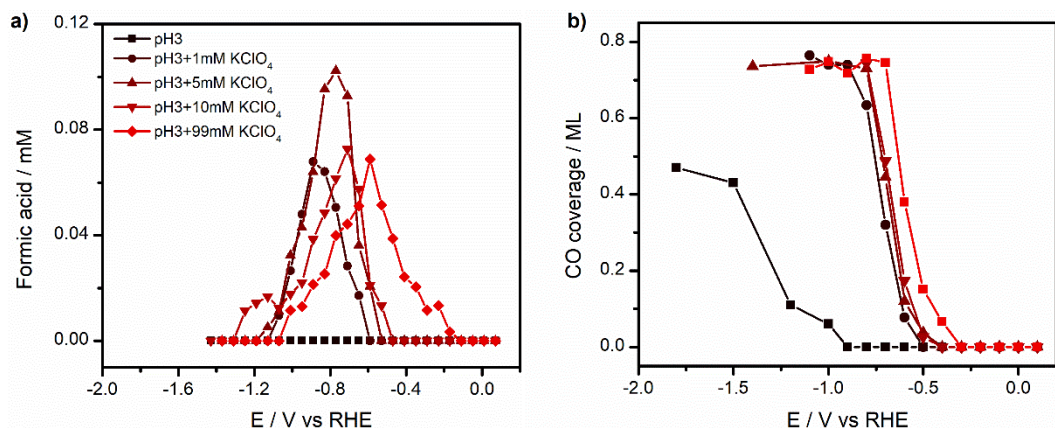 a)
Formic acid / mM
0.12
0.08
0.04
0.00
pH3
pH3+1mM KClO₄
pH3+5mM KClO₄
pH3+10mM KClO₄
pH3+99mM KClO₄
-2.0 -1.6 -1.2 -0.8 -0.4 0.0
E / V vs RHE
b)
CO coverage / ML
0.8
0.6
0.4
0.2
0.0
-2.0 -1.5 -1.0 -0.5 0.0
E / V vs RHE